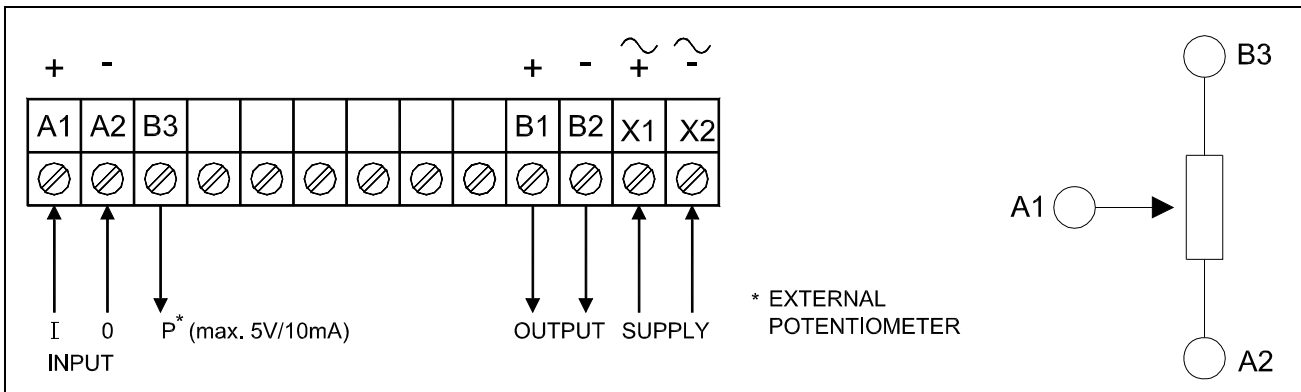 + - + - + -
A1 A2 B3 B1 B2 X1 X2
I 0 P* (max. 5V/10mA) OUTPUT SUPPLY
INPUT
* EXTERNAL
POTENTIOMETER
B3
A1
A2